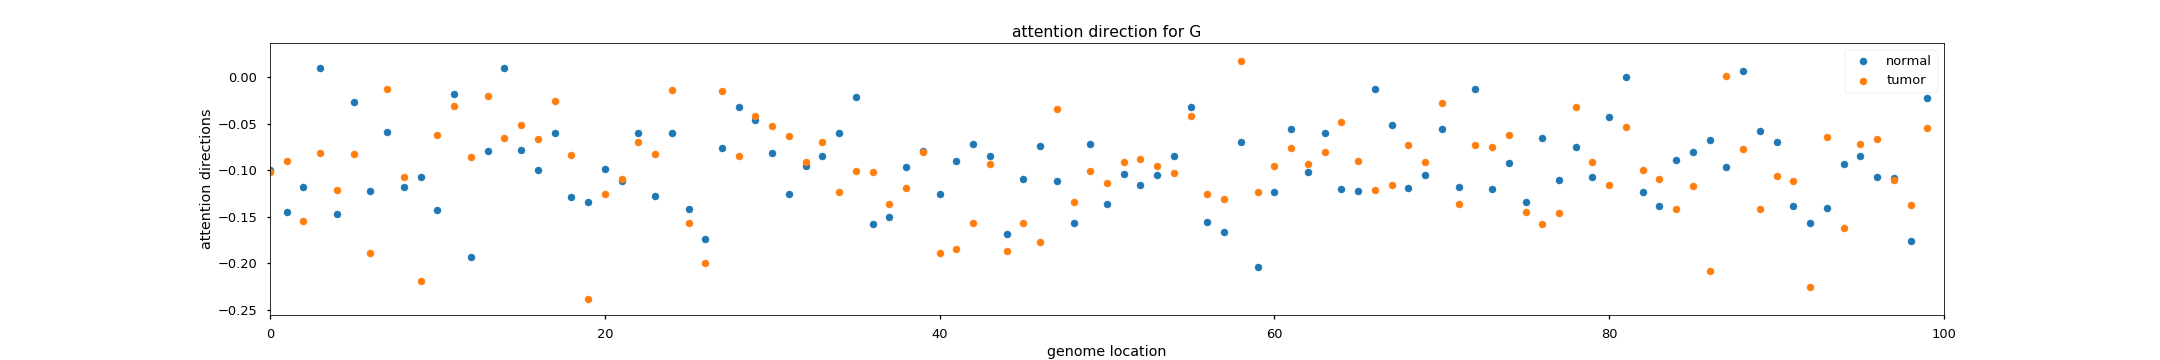 attention direction for G
normal
tumor
attention directions
0.00
−0.05
−0.10
−0.15
−0.20
−0.25
0
20
40
60
80
100
genome location